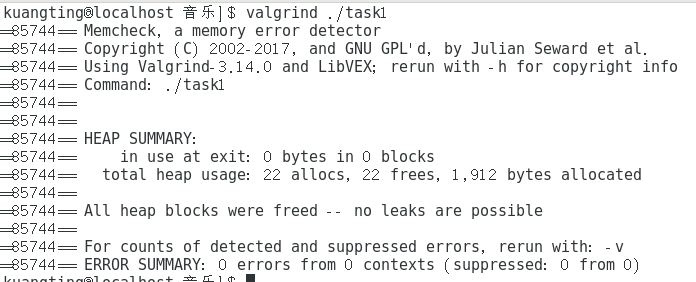 kuangting@localhost 音乐]$ valgrind ./task1
==85744== Memcheck, a memory error detector
==85744== Copyright (C) 2002-2017, and GNU GPL'd, by Julian Seward et al.
==85744== Using Valgrind-3.14.0 and LibVEX; rerun with -h for copyright info
==85744== Command: ./task1
==85744==
==85744==
==85744== HEAP SUMMARY:
==85744==     in use at exit: 0 bytes in 0 blocks
==85744==   total heap usage: 22 allocs, 22 frees, 1,912 bytes allocated
==85744==
==85744== All heap blocks were freed -- no leaks are possible
==85744==
==85744== For counts of detected and suppressed errors, rerun with: -v
==85744== ERROR SUMMARY: 0 errors from 0 contexts (suppressed: 0 from 0)
kuangting@localhost 音乐]$